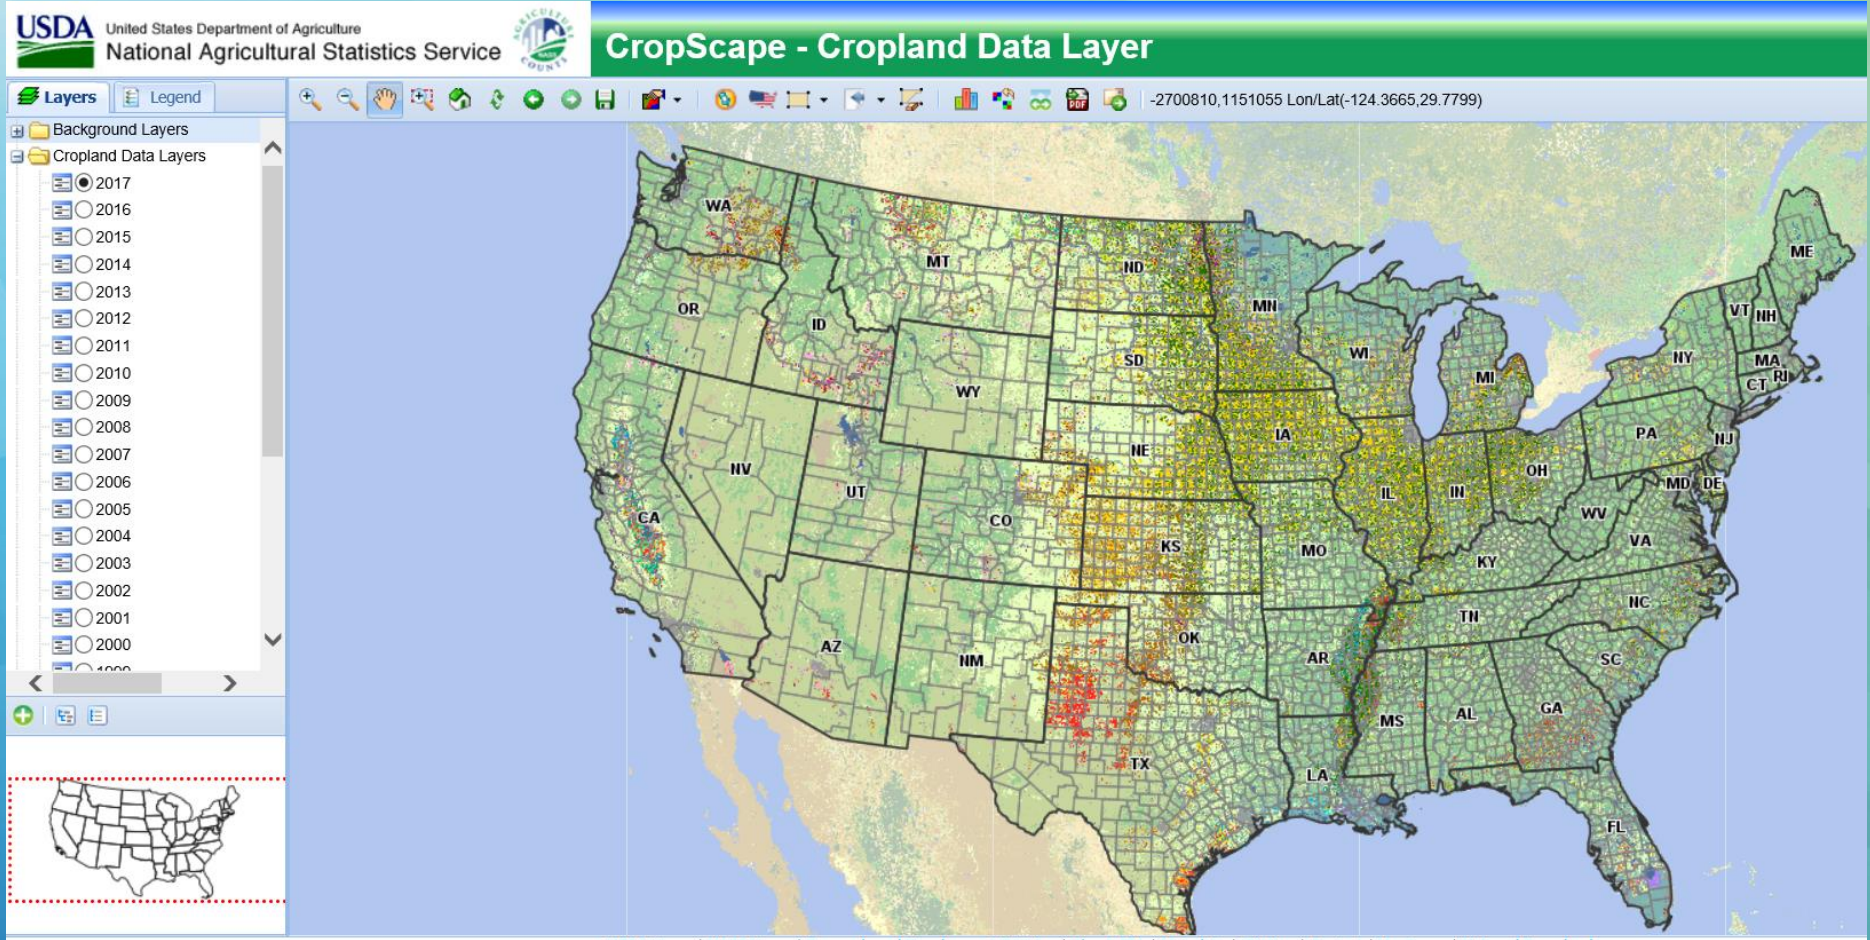 USDA
United States Department of Agriculture
National Agricultural Statistics Service
AGRICULTURE
COUNTS
CropScape - Cropland Data Layer
Layers
Legend
-2700810,1151055 Lon/Lat(-124.3665,29.7799)
PDF
Background Layers
Cropland Data Layers
2017
2016
2015
2014
2013
2012
2011
2010
2009
2008
2007
2006
2005
2004
2003
2002
2001
2000
WA
MT
ND
MN
ME
OR
ID
SD
WI
VT
NH
NY
MA
CT
RI
MI
WY
IA
NE
PA
NJ
NV
UT
OH
IL
IN
MD
DE
CA
CO
KS
MO
WV
VA
KY
AZ
NM
OK
AR
TN
NC
SC
TX
LA
MS
AL
GA
FL